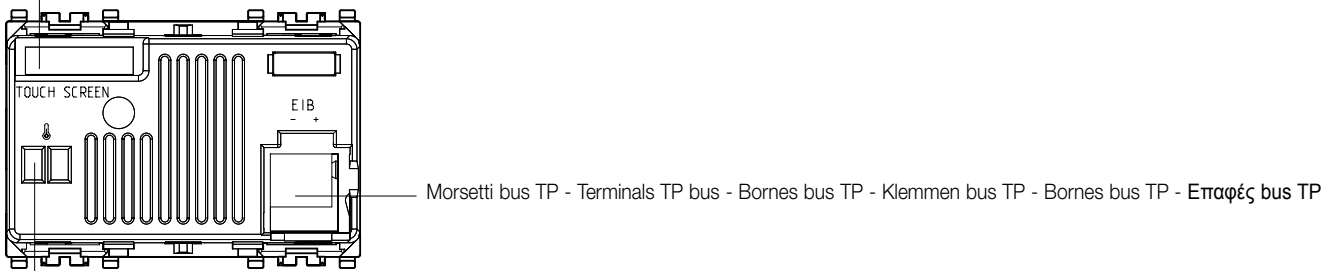 TOUCH SCREEN
EIB
- +
Morsetti bus TP - Terminals TP bus - Bornes bus TP - Klemmen bus TP - Bornes bus TP - Επαφές bus TP